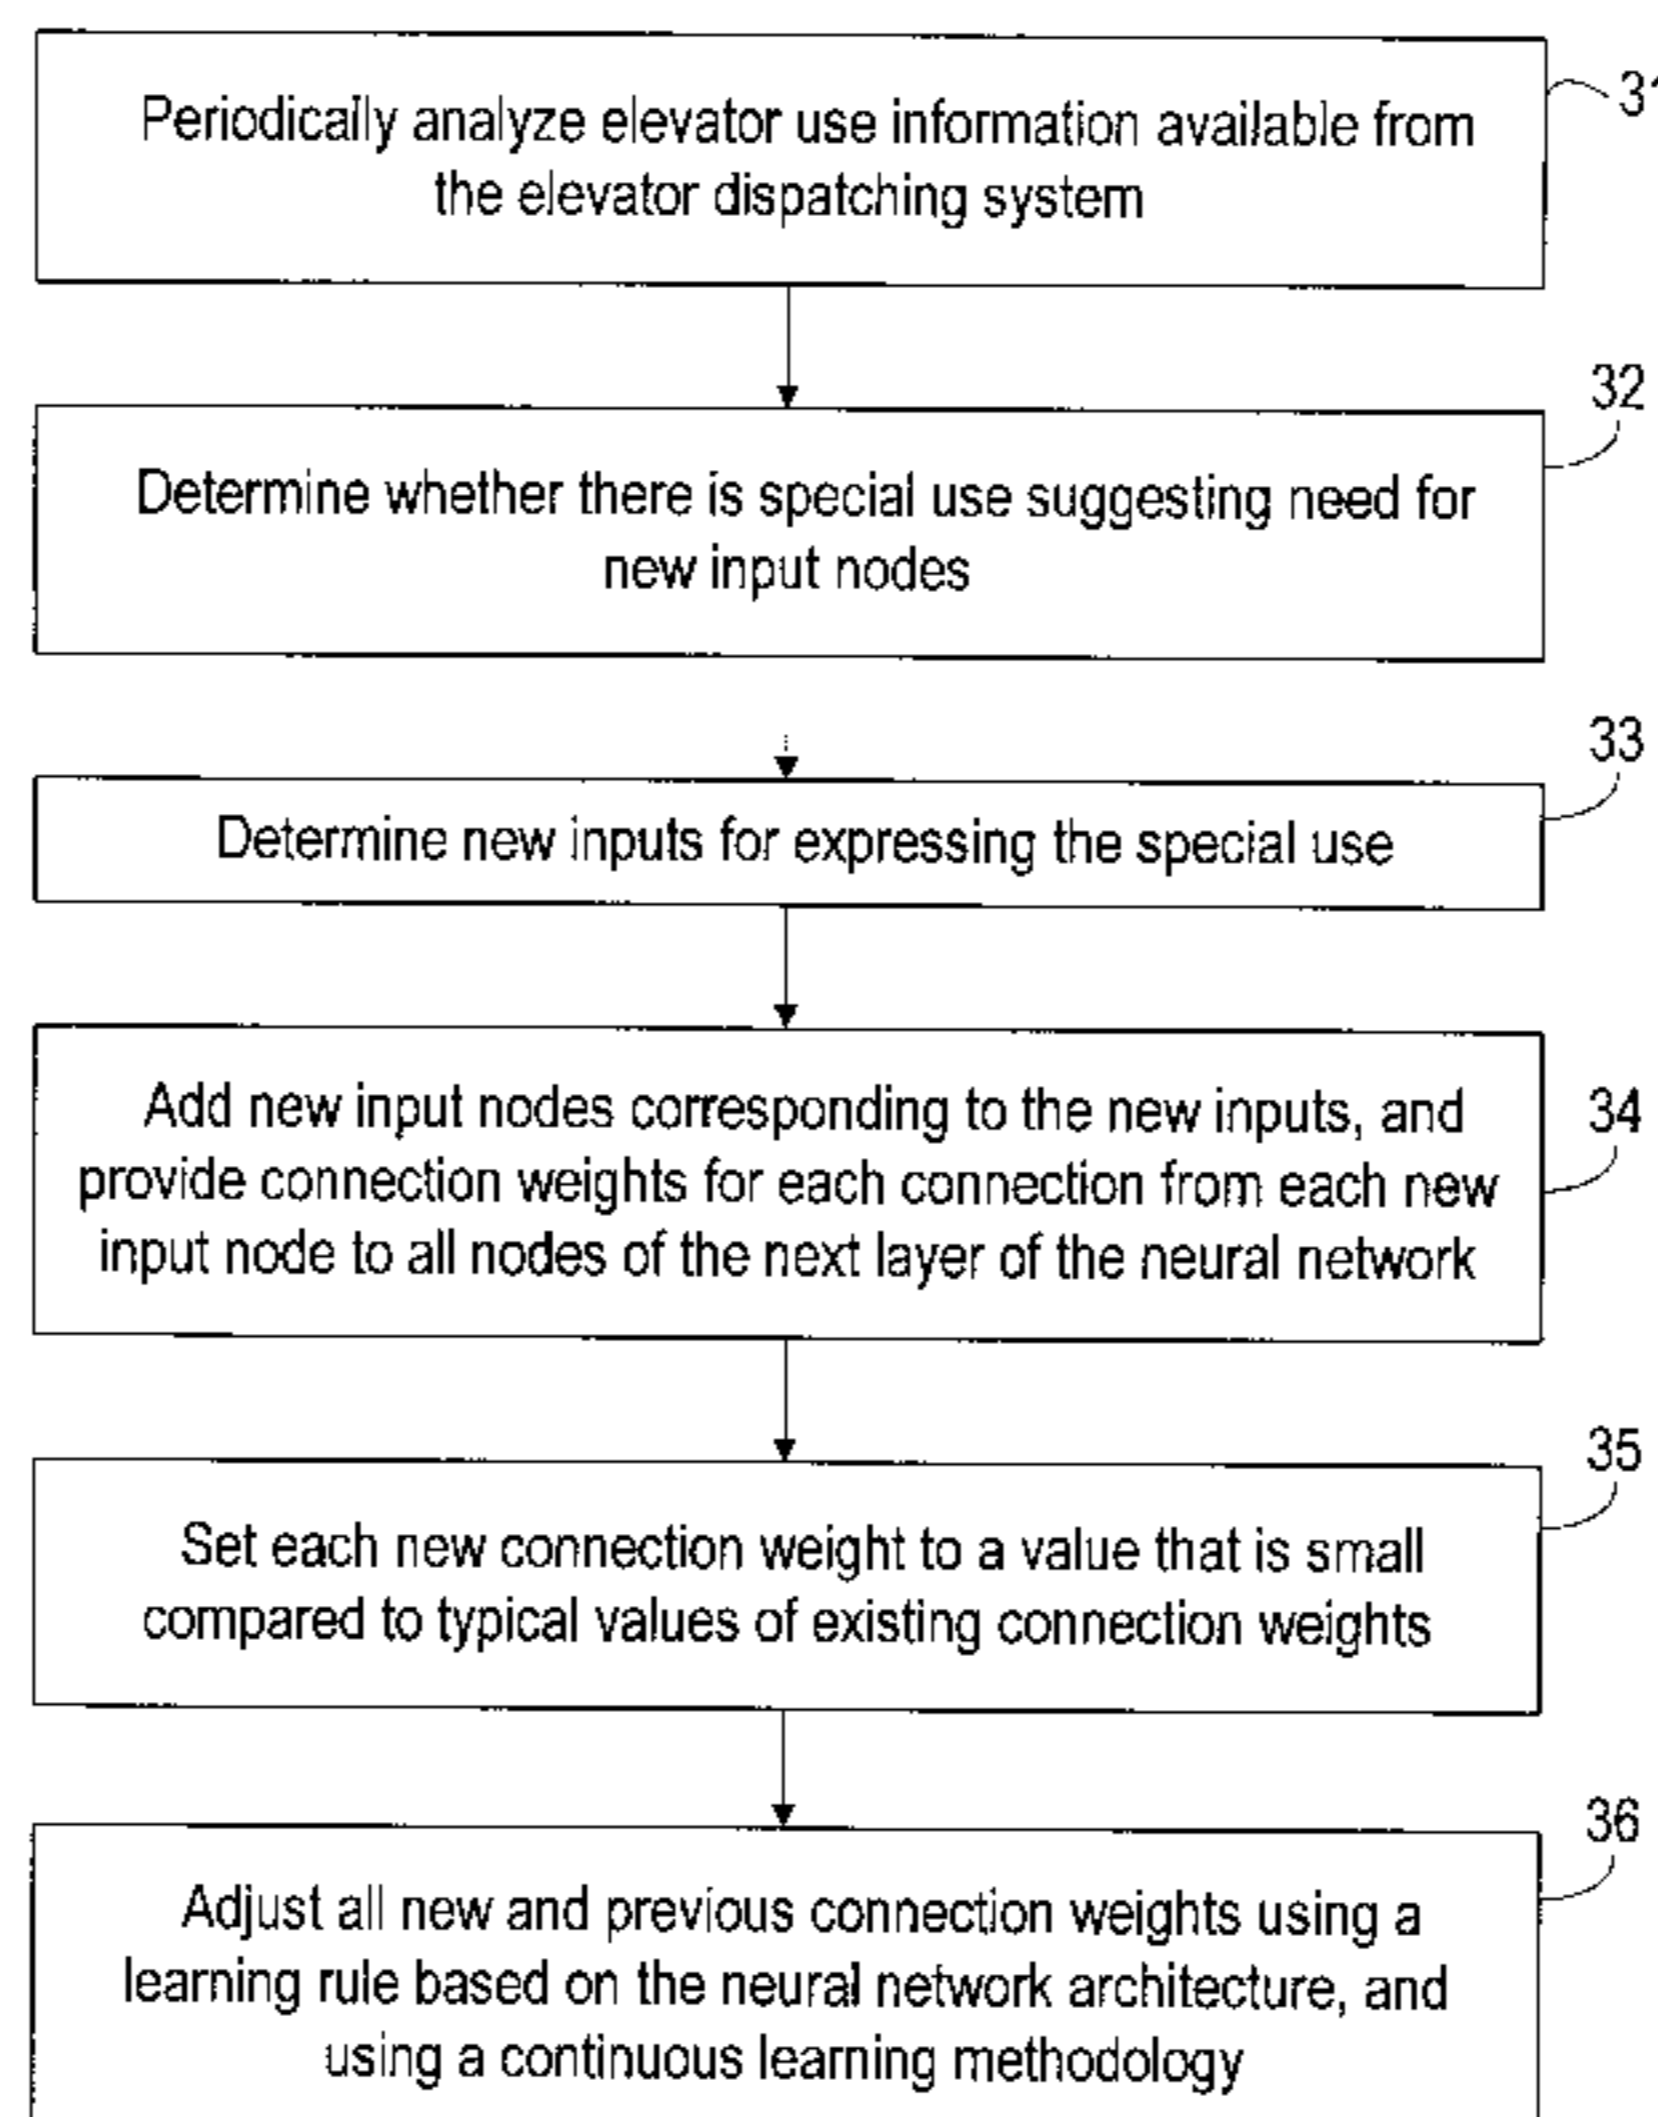 Periodically analyze elevator use information available from
the elevator dispatching system
31
Determine whether there is special use suggesting need for
new input nodes
32
Determine new inputs for expressing the special use
33
Add new input nodes corresponding to the new inputs, and
provide connection weights for each connection from each new
input node to all nodes of the next layer of the neural network
34
Set each new connection weight to a value that is small
compared to typical values of existing connection weights
35
Adjust all new and previous connection weights using a
learning rule based on the neural network architecture, and
using a continuous learning methodology
36